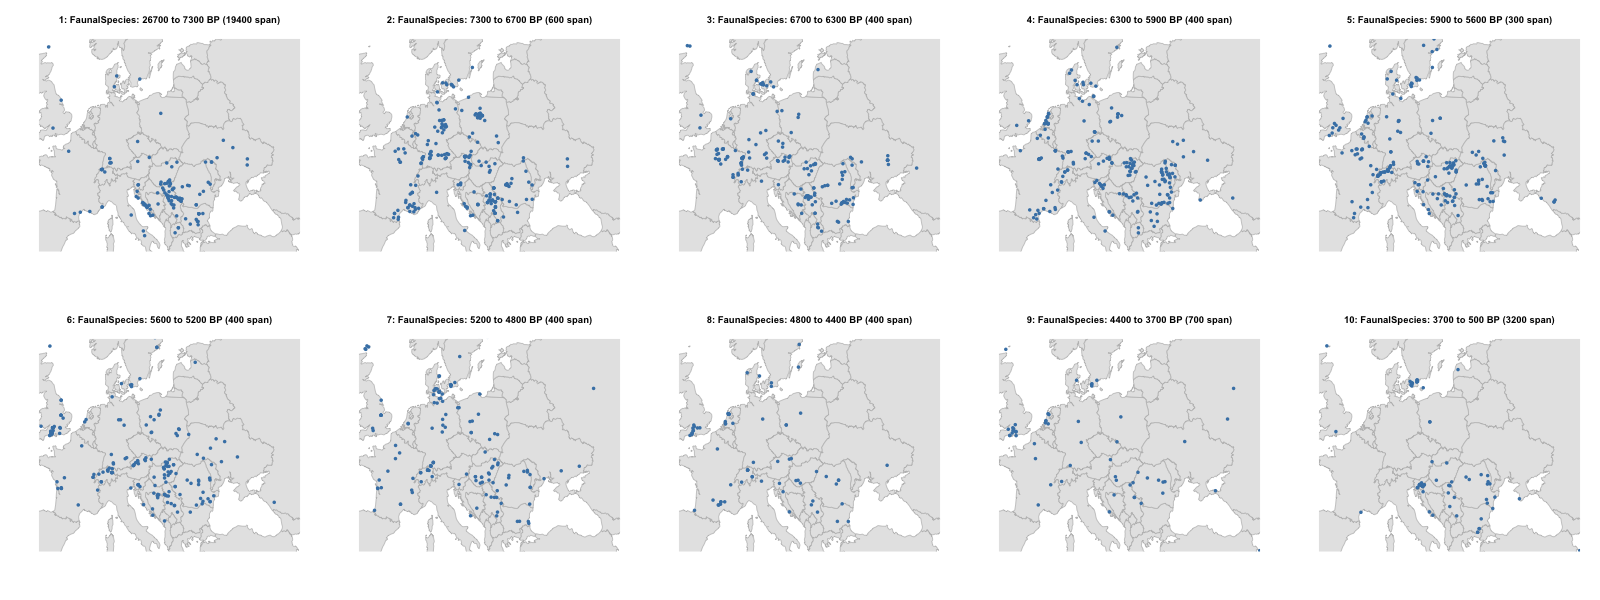 1: FaunalSpecies: 26700 to 7300 BP (19400 span)
2: FaunalSpecies: 7300 to 6700 BP (600 span)
3: FaunalSpecies: 6700 to 6300 BP (400 span)
4: FaunalSpecies: 6300 to 5900 BP (400 span)
5: FaunalSpecies: 5900 to 5600 BP (300 span)
6: FaunalSpecies: 5600 to 5200 BP (400 span)
7: FaunalSpecies: 5200 to 4800 BP (400 span)
8: FaunalSpecies: 4800 to 4400 BP (400 span)
9: FaunalSpecies: 4400 to 3700 BP (700 span)
10: FaunalSpecies: 3700 to 500 BP (3200 span)